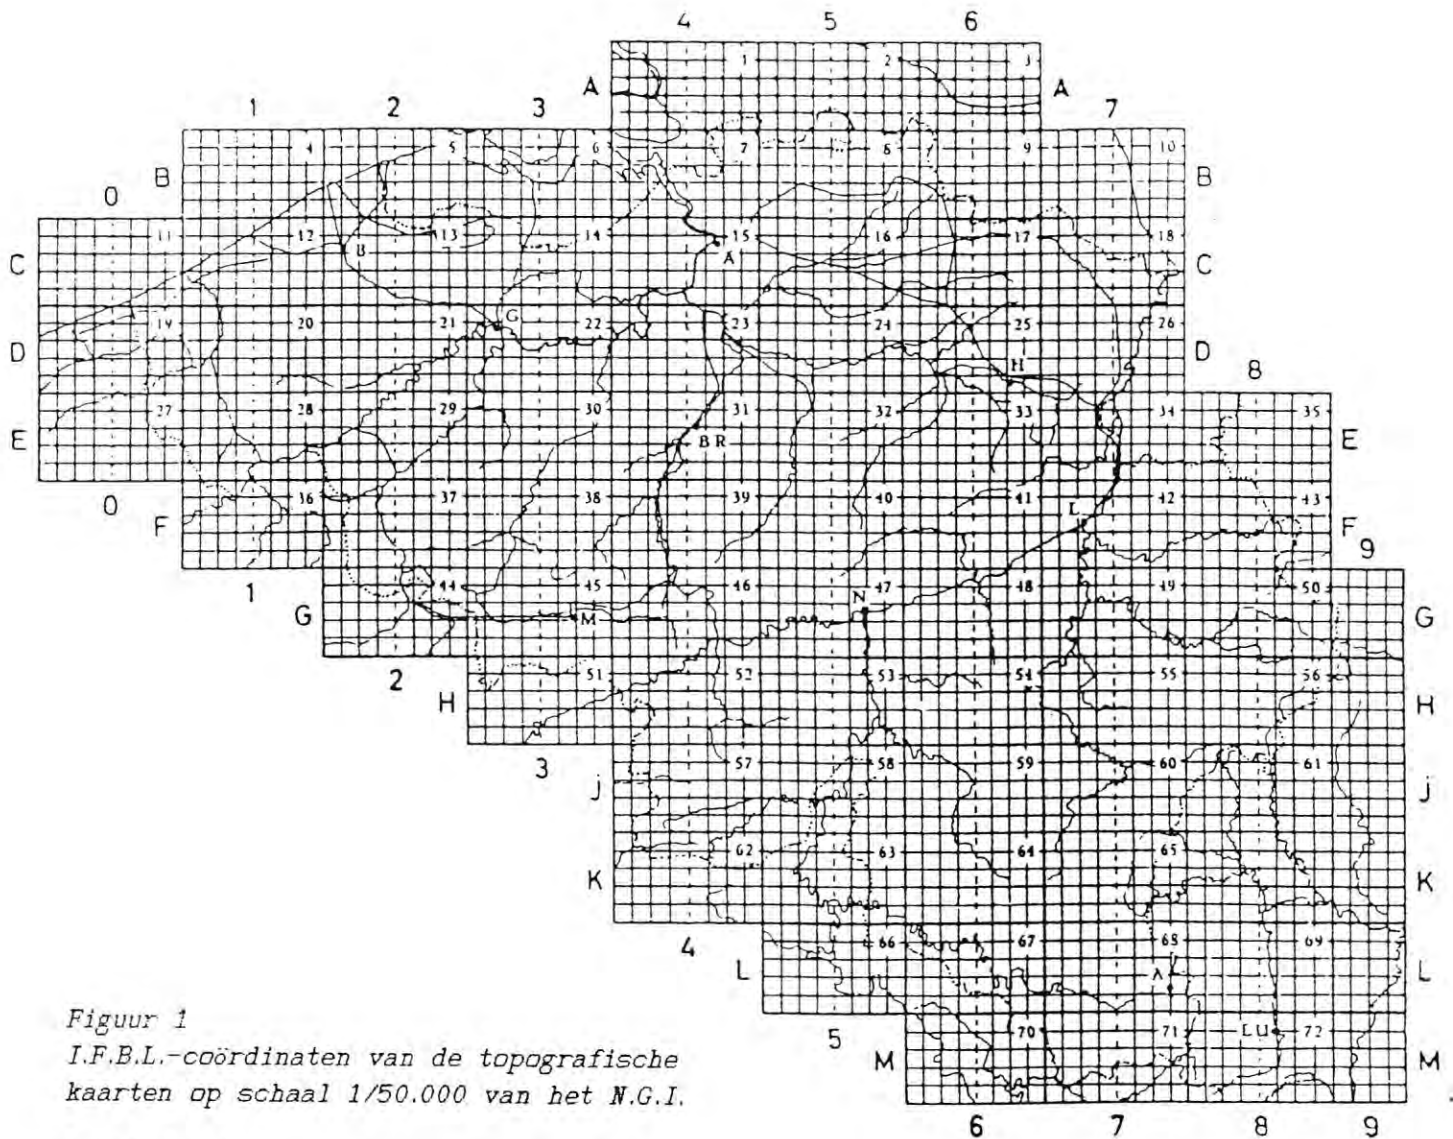 4 5 6
A 1 2 3 A
1 2 3 7
B 4 5 6 7 8 9 10 B
0
C 11 12 B 13 14 15 A 16 17 18 C
D 19 20 21 G 22 23 24 25 26 D
H
8
E 27 28 29 30 31 BR 32 33 34 35 E
0
F 36 37 38 39 40 41 L 42 43 F
9
1
G 44 45 M 46 47 N 48 49 50 G
2
H 51 52 53 54 55 56 H
3
J 57 58 59 60 61 J
K 62 63 64 65 K
4
L 66 67 68 A 69 L
5
M 70 71 LU 72 M
6 7 8 9
Figuur 1
I.F.B.L.-coördinaten van de topografische
kaarten op schaal 1/50.000 van het N.G.I.